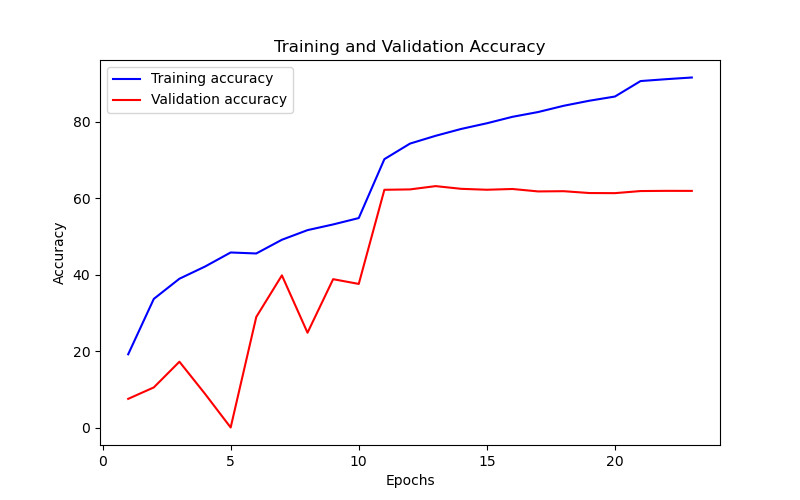 Training and Validation Accuracy
Training accuracy
Validation accuracy
Accuracy
80
60
40
20
0
0 5 10 15 20
Epochs